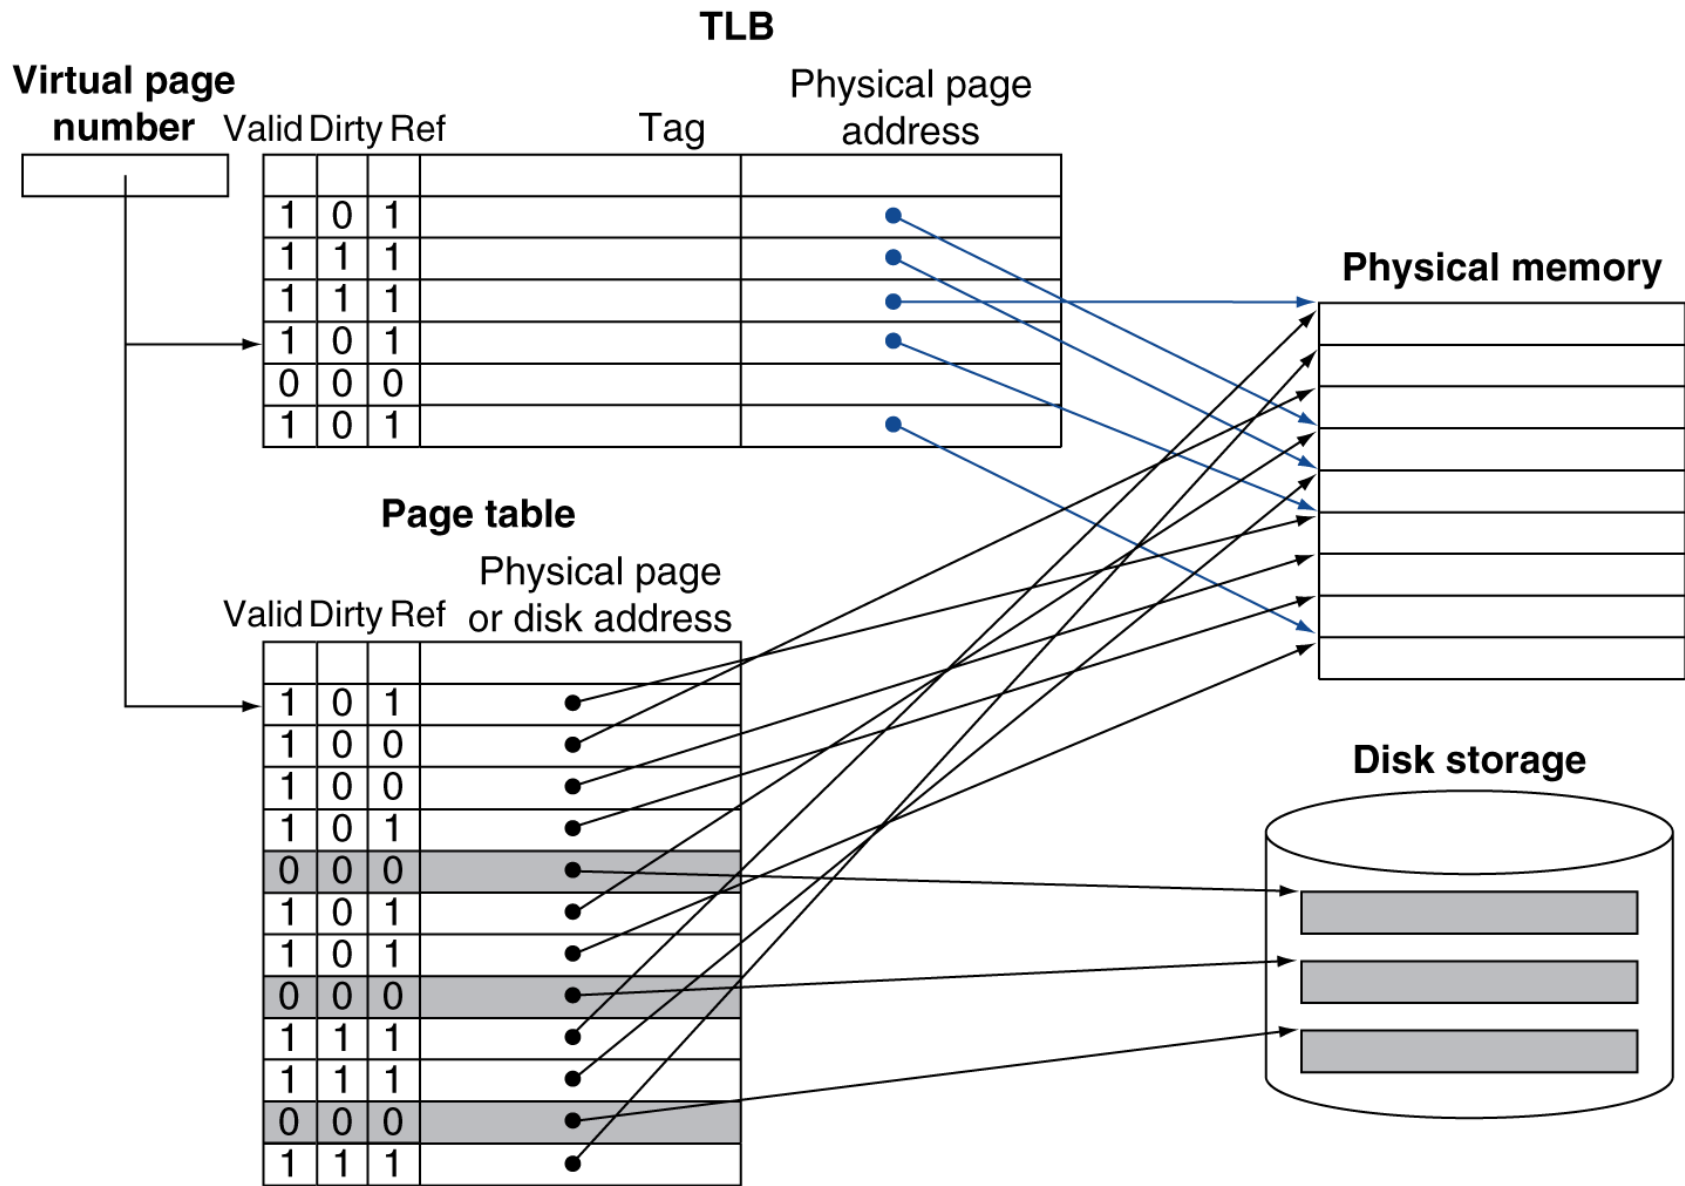 TLB
Virtual page
number
Valid Dirty Ref
Tag
Physical page
address
1 0 1
1 1 1
1 1 1
1 0 1
0 0 0
1 0 1
Physical memory
Page table
Valid Dirty Ref
Physical page
or disk address
1 0 1
1 0 0
1 0 0
1 0 1
0 0 0
1 0 1
1 0 1
0 0 0
1 1 1
1 1 1
0 0 0
1 1 1
Disk storage